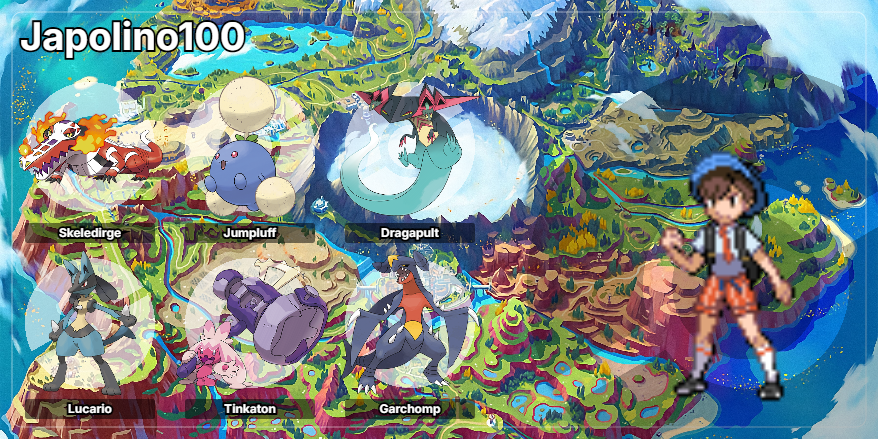 Japolino100
Skeledirge
Jumpluff
Dragapult
Lucario
Tinkaton
Garchomp